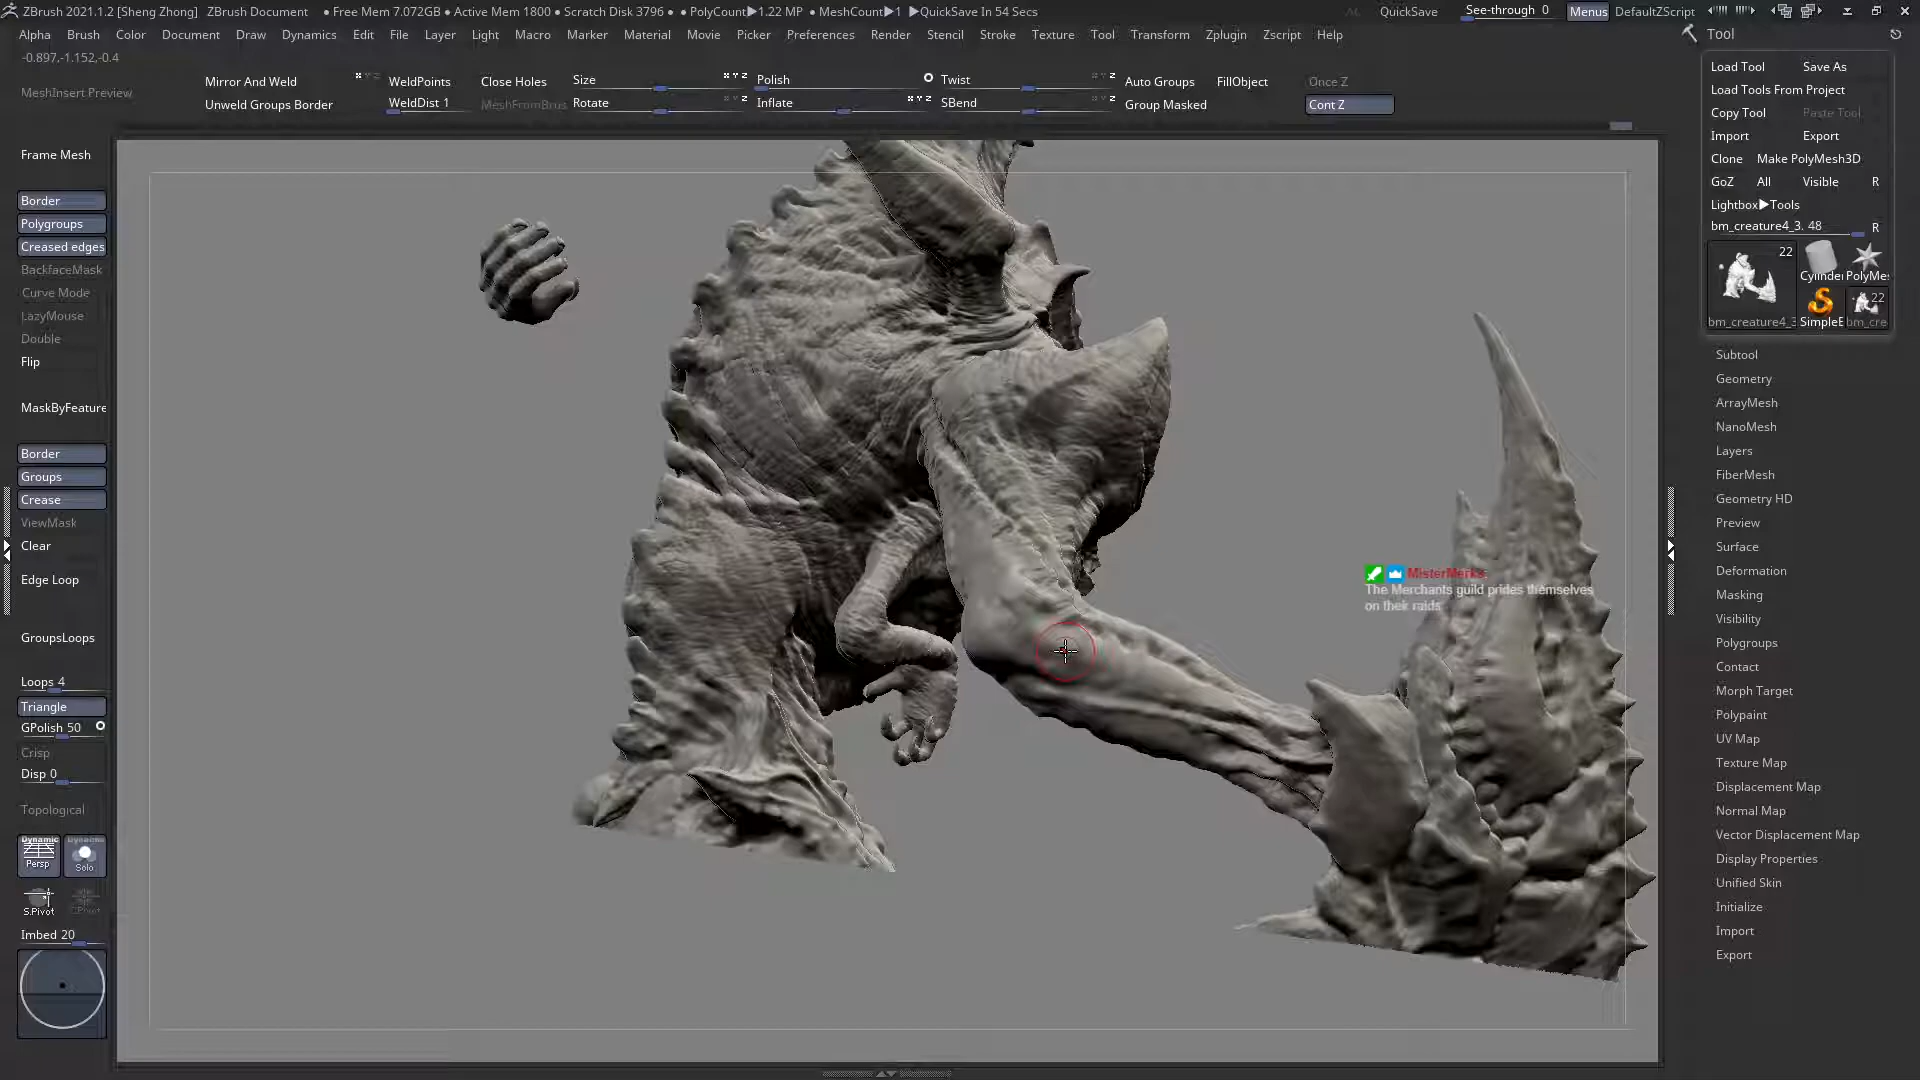 ZBrush 2021.1.2 [Sheng Zhong] ZBrush Document • Free Mem 7.072GB • Active Mem 1800 • Scratch Disk 3796 • • PolyCount▶1.22 MP • MeshCount▶1 ▶QuickSave In 54 Secs AC QuickSave See-through 0 Menus DefaultZScript
Alpha Brush Color Document Draw Dynamics Edit File Layer Light Macro Marker Material Movie Picker Preferences Render Stencil Stroke Texture Tool Transform Zplugin Zscript Help
-0.897,-1.152,-0.4
MeshInsert Preview
Mirror And Weld WeldPoints Close Holes Size Polish Twist Auto Groups FillObject Once Z
Unweld Groups Border WeldDist 1 MeshFromBrus Rotate Inflate SBend Group Masked Cont Z
Frame Mesh
Border
Polygroups
Creased edges
BackfaceMask
Curve Mode
LazyMouse
Double
Flip
MaskByFeature
Border
Groups
Crease
ViewMask
Clear
Edge Loop
GroupsLoops
Loops 4
Triangle
GPolish 50
Crisp
Disp 0
Topological
Dynamic
Persp
Dynamic
Solo
S.Pivot
C.Pivot
Imbed 20
MisterMerks:
The Merchants guild prides themselves
on their raids
Tool
Load Tool Save As
Load Tools From Project
Copy Tool Paste Tool
Import Export
Clone Make PolyMesh3D
GoZ All Visible R
Lightbox▶Tools
bm_creature4_3. 48 R
22
Cylinder PolyMes
22
bm_creature4_3 SimpleE bm_cre
Subtool
Geometry
ArrayMesh
NanoMesh
Layers
FiberMesh
Geometry HD
Preview
Surface
Deformation
Masking
Visibility
Polygroups
Contact
Morph Target
Polypaint
UV Map
Texture Map
Displacement Map
Normal Map
Vector Displacement Map
Display Properties
Unified Skin
Initialize
Import
Export